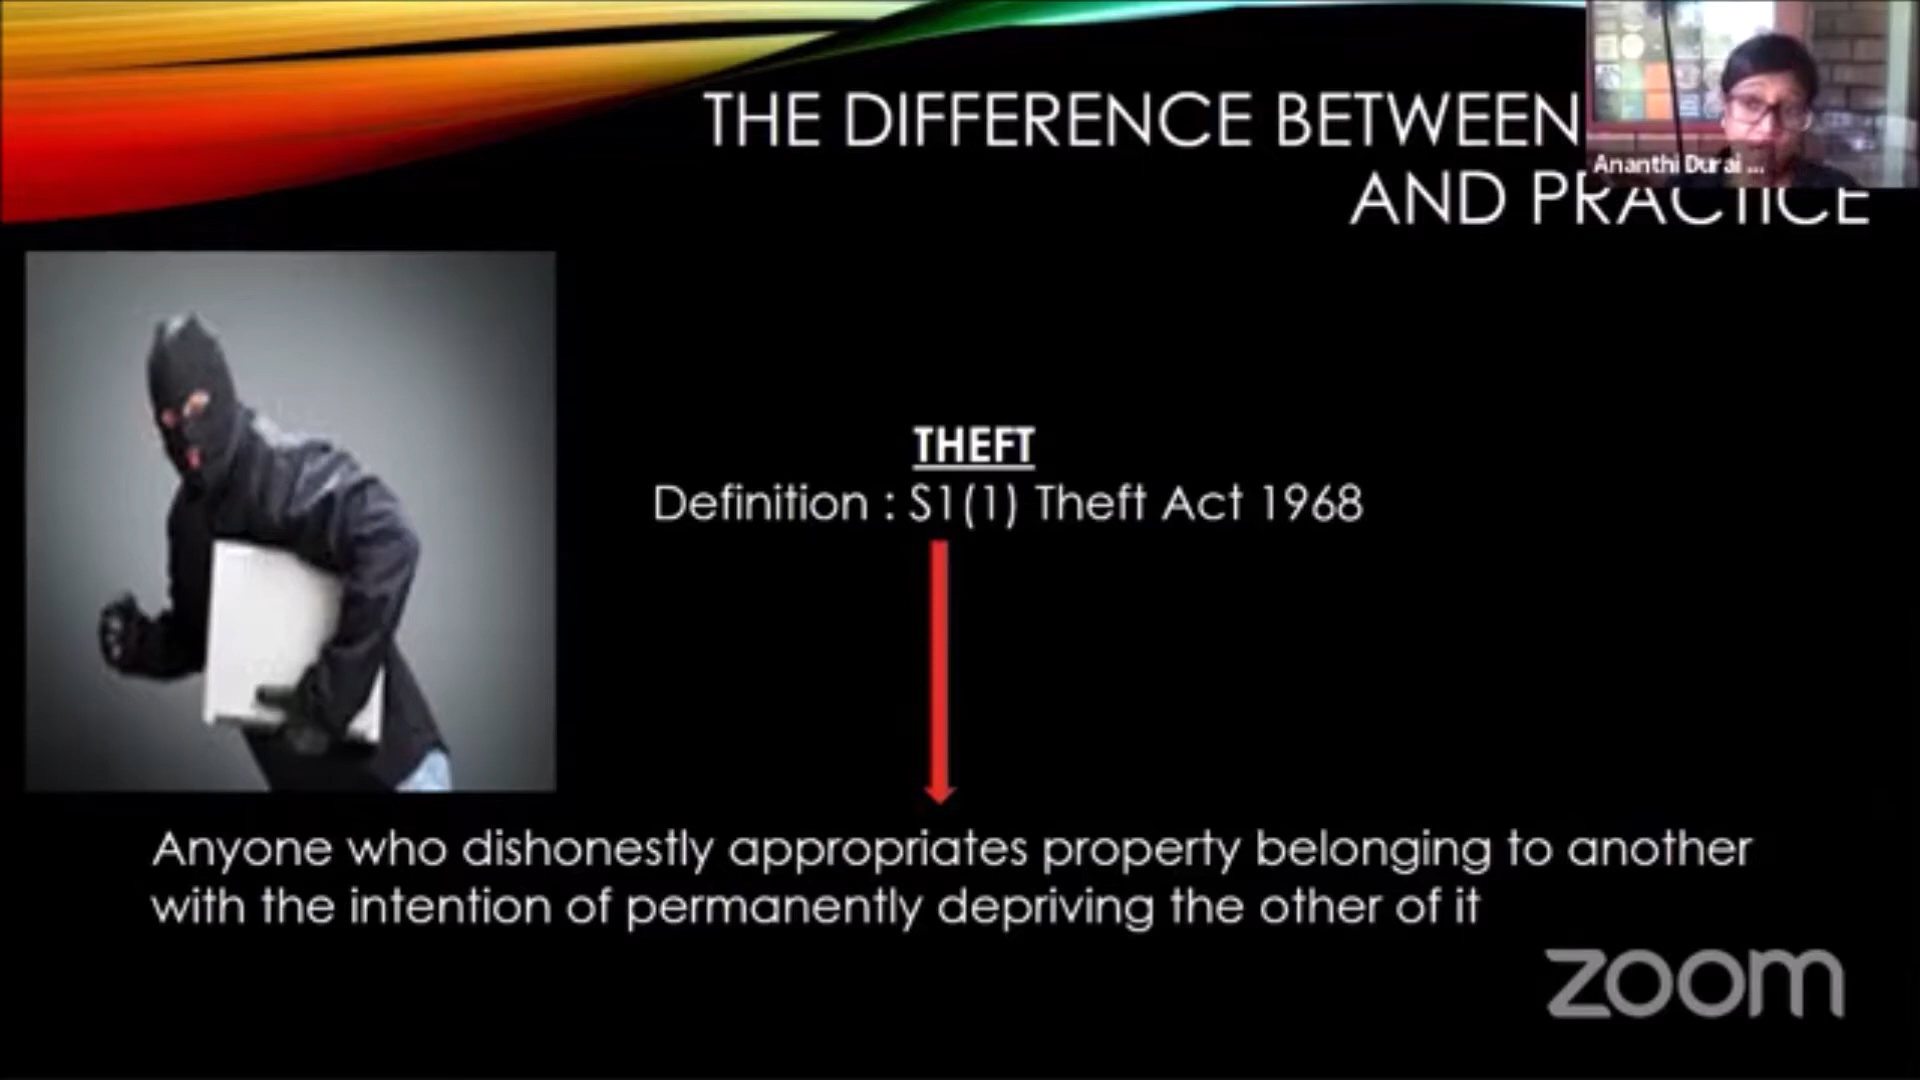 THE DIFFERENCE BETWEEN
AND PRACTICE
Ananthi Durai ...
THEFT
Definition : S1(1) Theft Act 1968
Anyone who dishonestly appropriates property belonging to another
with the intention of permanently depriving the other of it
zoom